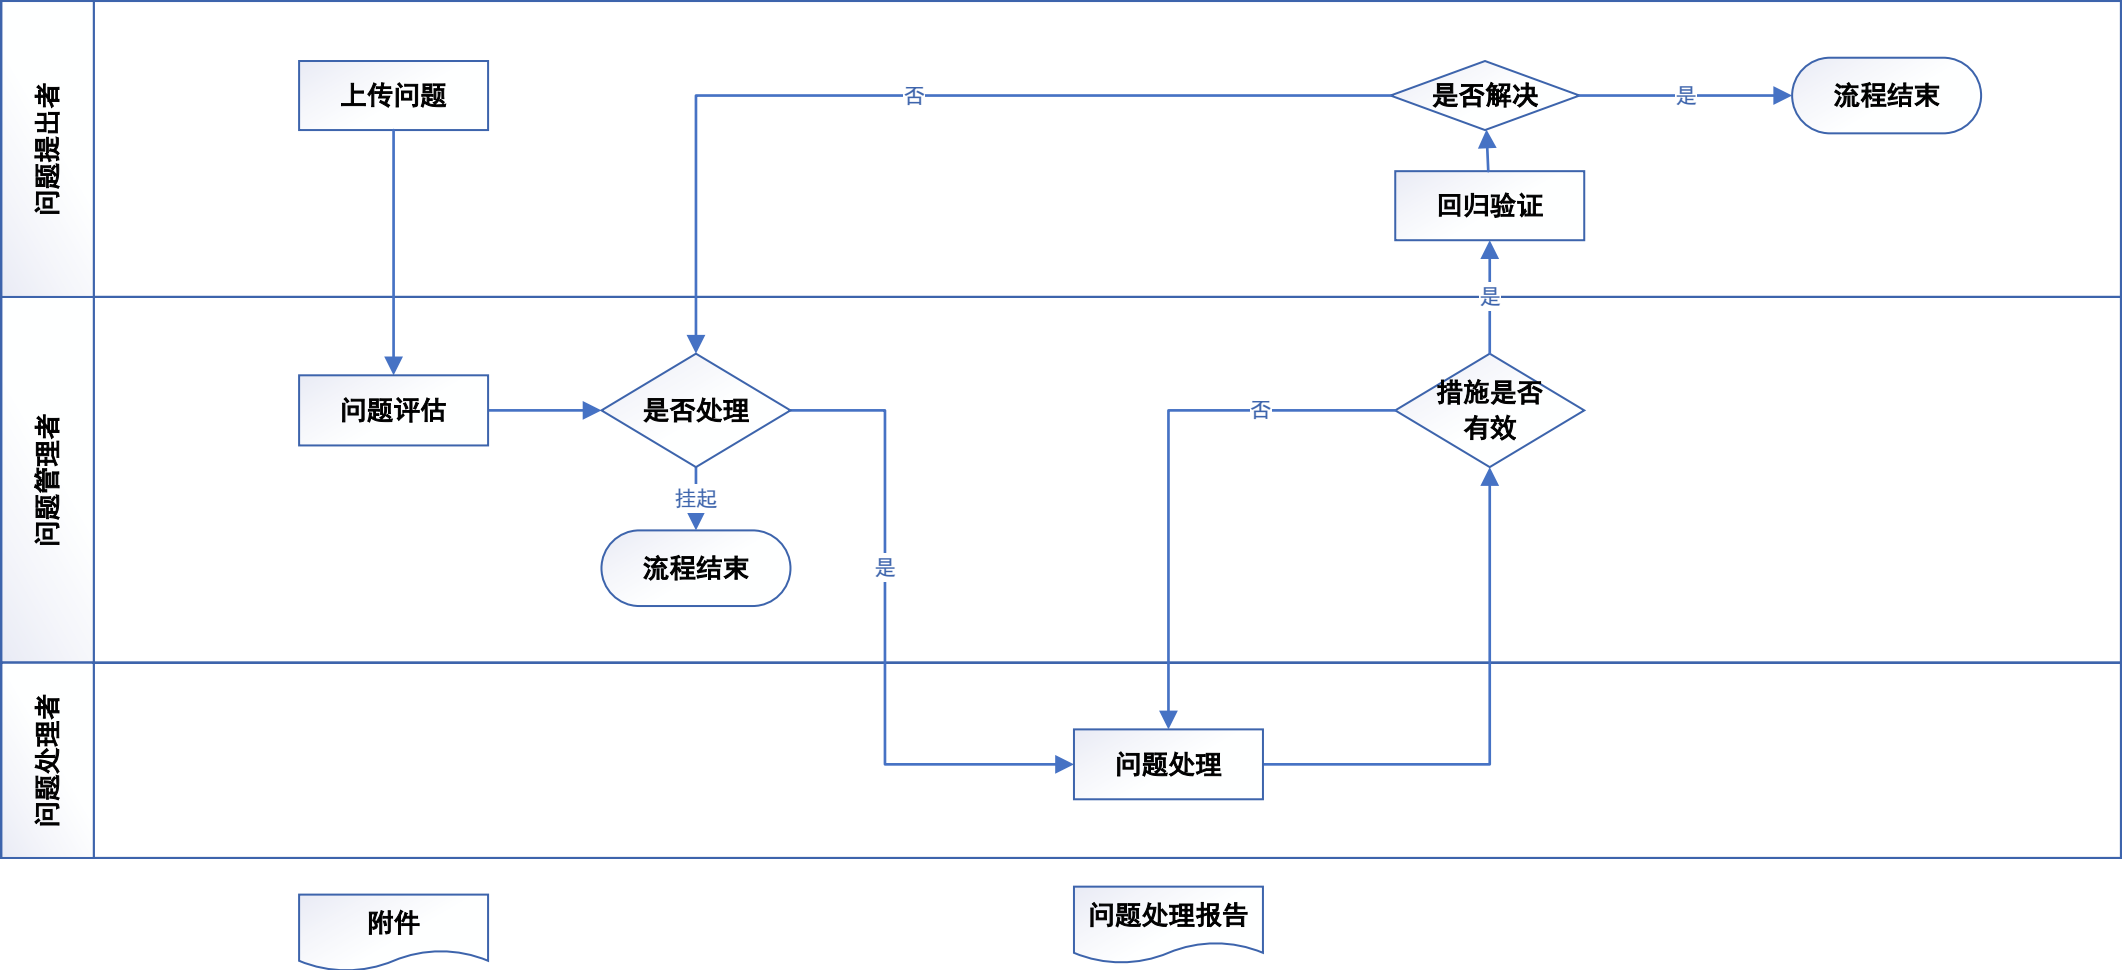 问题提出者
上传问题
否
是否解决
是
流程结束
回归验证
是
问题管理者
问题评估
是否处理
否
措施是否
有效
挂起
流程结束
是
问题处理者
问题处理
附件
问题处理报告